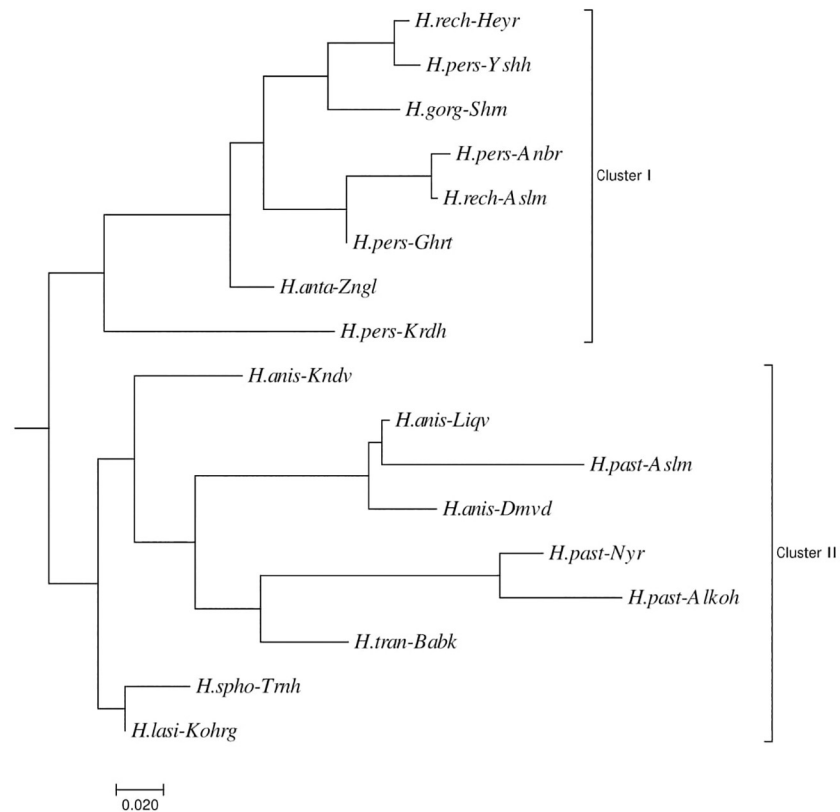 H.rech-Heyr
H.pers-Yshh
H.gorg-Shrn
H.pers-Anbr
Cluster I
H.rech-Aslm
H.pers-Ghrt
H.anta-Zngl
H.pers-Krdh
H.anis-Kndv
H.anis-Liqv
H.past-Aslm
H.anis-Dmvd
H.past-Nyr
Cluster II
H.past-Alkoh
H.tran-Babk
H.spho-Trnh
H.lasi-Kohrg
0.020